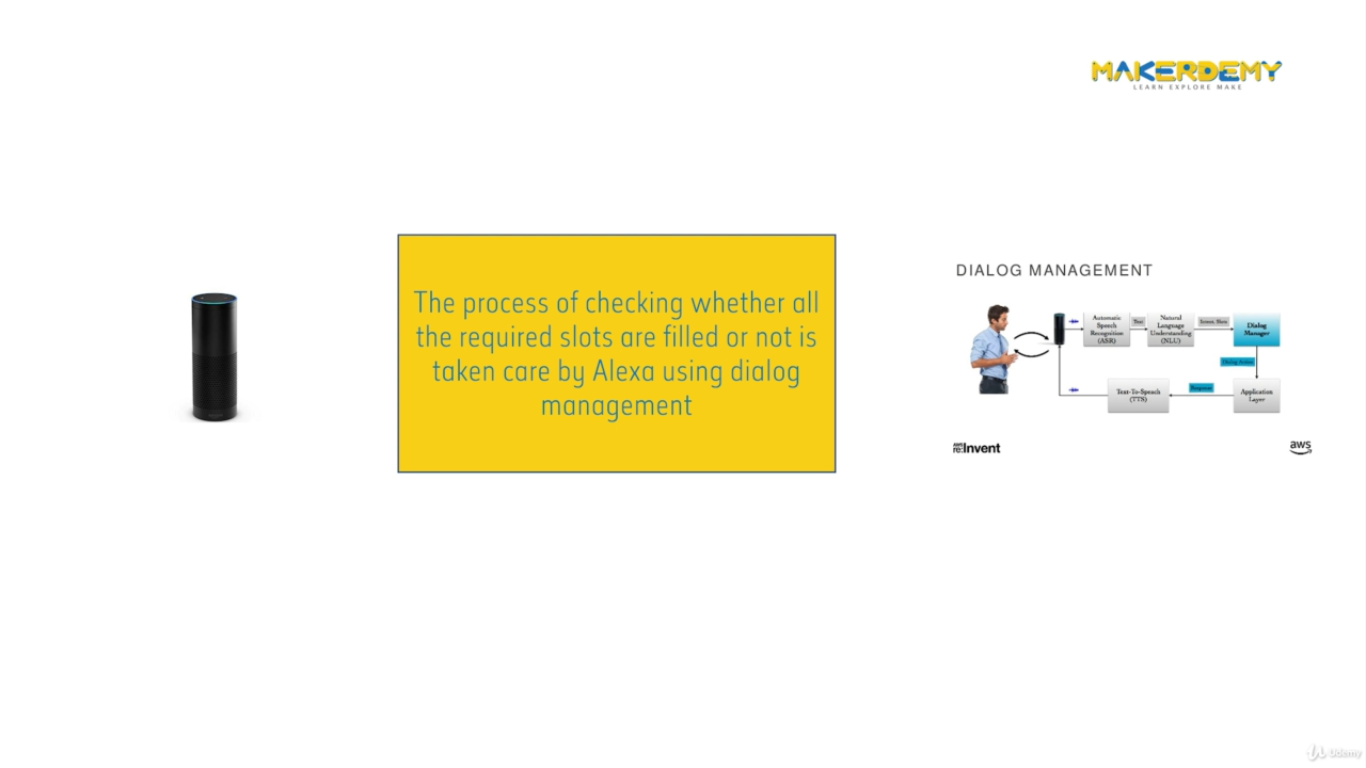 MAKERDEMY
LEARN EXPLORE MAKE
The process of checking whether all
the required slots are filled or not is
taken care by Alexa using dialog
management
DIALOG MANAGEMENT
Automatic
Speech
Recognition
(ASR)
Text
Natural
Language
Understanding
(NLU)
Intent, Slots
Dialog
Manager
Dialog Action
Text-To-Speech
(TTS)
Response
Application
Layer
AWS
re:Invent
aws
Udemy